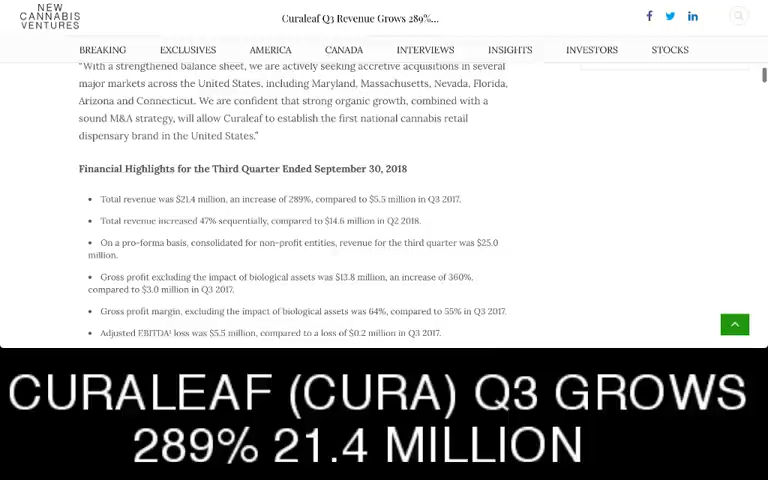 NEW
CANNABIS
VENTURES
Curaleaf Q3 Revenue Grows 289%...
BREAKING EXCLUSIVES AMERICA CANADA INTERVIEWS INSIGHTS INVESTORS STOCKS
"With a strengthened balance sheet, we are actively seeking accretive acquisitions in several
major markets across the United States, including Maryland, Massachusetts, Nevada, Florida,
Arizona and Connecticut. We are confident that strong organic growth, combined with a
sound M&A strategy, will allow Curaleaf to establish the first national cannabis retail
dispensary brand in the United States."
Financial Highlights for the Third Quarter Ended September 30, 2018
• Total revenue was $21.4 million, an increase of 289%, compared to $5.5 million in Q3 2017.
• Total revenue increased 47% sequentially, compared to $14.6 million in Q2 2018.
• On a pro-forma basis, consolidated for non-profit entities, revenue for the third quarter was $25.0
million.
• Gross profit excluding the impact of biological assets was $13.8 million, an increase of 360%,
compared to $3.0 million in Q3 2017.
• Gross profit margin, excluding the impact of biological assets was 64%, compared to 55% in Q3 2017.
• Adjusted EBITDA¹ loss was $5.5 million, compared to a loss of $0.2 million in Q3 2017.
CURALEAF (CURA) Q3 GROWS
289% 21.4 MILLION